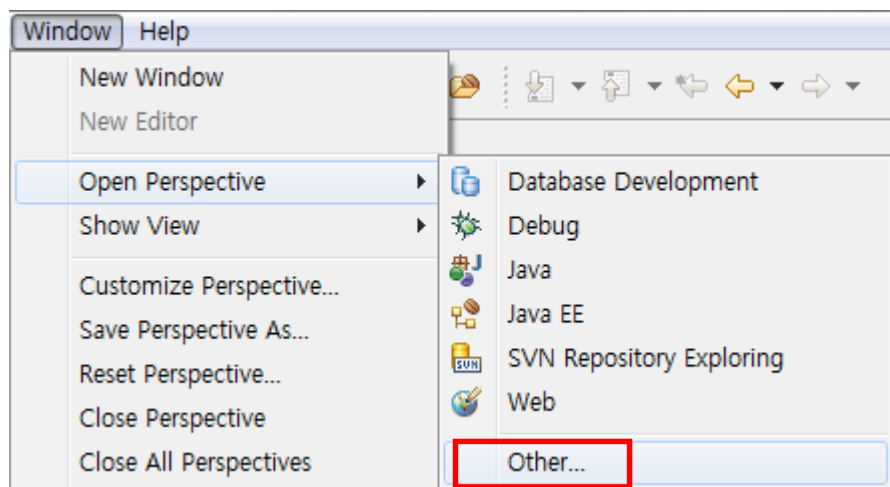 Window Help
New Window
New Editor
Open Perspective
Show View
Customize Perspective...
Save Perspective As...
Reset Perspective...
Close Perspective
Close All Perspectives
Database Development
Debug
Java
Java EE
SVN Repository Exploring
Web
Other...